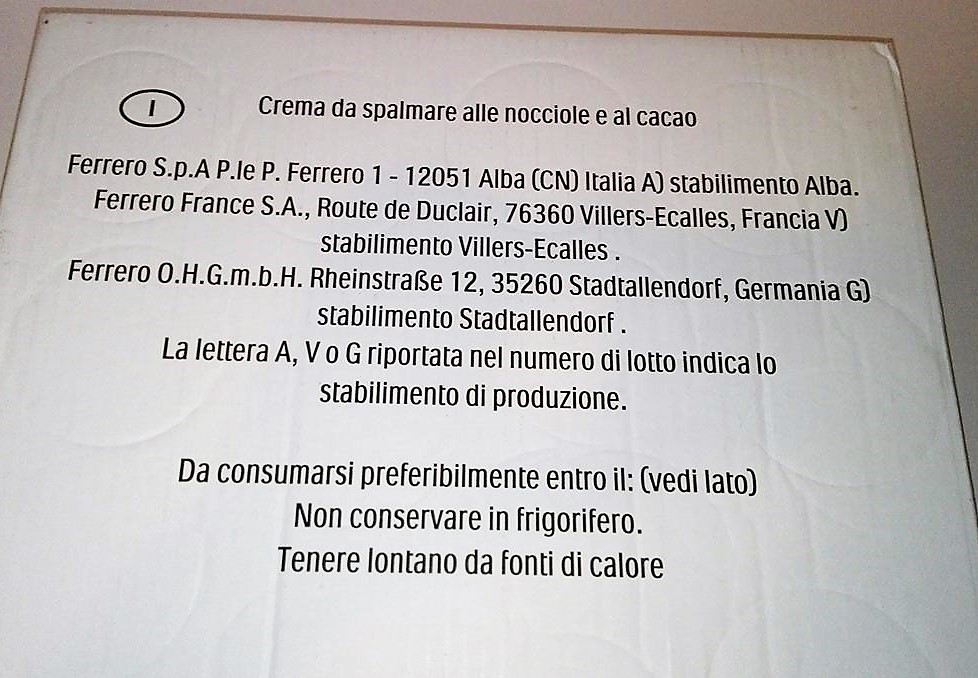 I
Crema da spalmare alle nocciole e al cacao
Ferrero S.p.A P.le P. Ferrero 1 - 12051 Alba (CN) Italia A) stabilimento Alba.
Ferrero France S.A., Route de Duclair, 76360 Villers-Ecalles, Francia V)
stabilimento Villers-Ecalles .
Ferrero O.H.G.m.b.H. Rheinstraße 12, 35260 Stadtallendorf, Germania G)
stabilimento Stadtallendorf .
La lettera A, V o G riportata nel numero di lotto indica lo
stabilimento di produzione.
Da consumarsi preferibilmente entro il: (vedi lato)
Non conservare in frigorifero.
Tenere lontano da fonti di calore